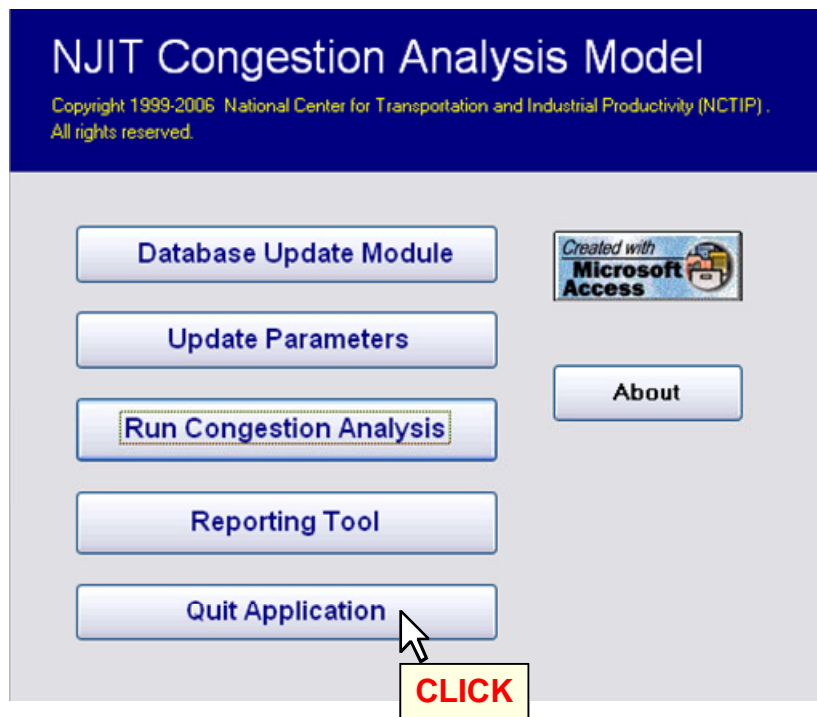 NJIT Congestion Analysis Model
Copyright 1999-2006 National Center for Transportation and Industrial Productivity (NCTIP) .
All rights reserved.
Database Update Module
Created with
Microsoft
Access
Update Parameters
About
Run Congestion Analysis
Reporting Tool
Quit Application
CLICK